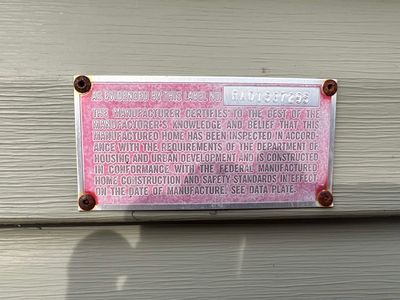 AS EVIDENCED BY THIS LABEL NO. RAD1307293
THE MANUFACTURER CERTIFIES TO THE BEST OF THE
MANUFACTURER'S KNOWLEDGE AND BELIEF THAT THIS
MANUFACTURED HOME HAS BEEN INSPECTED IN ACCORD-
ANCE WITH THE REQUIREMENTS OF THE DEPARTMENT OF
HOUSING AND URBAN DEVELOPMENT AND IS CONSTRUCTED
IN CONFORMANCE WITH THE FEDERAL MANUFACTURED
HOME CONSTRUCTION AND SAFETY STANDARDS IN EFFECT
ON THE DATE OF MANUFACTURE. SEE DATA PLATE.